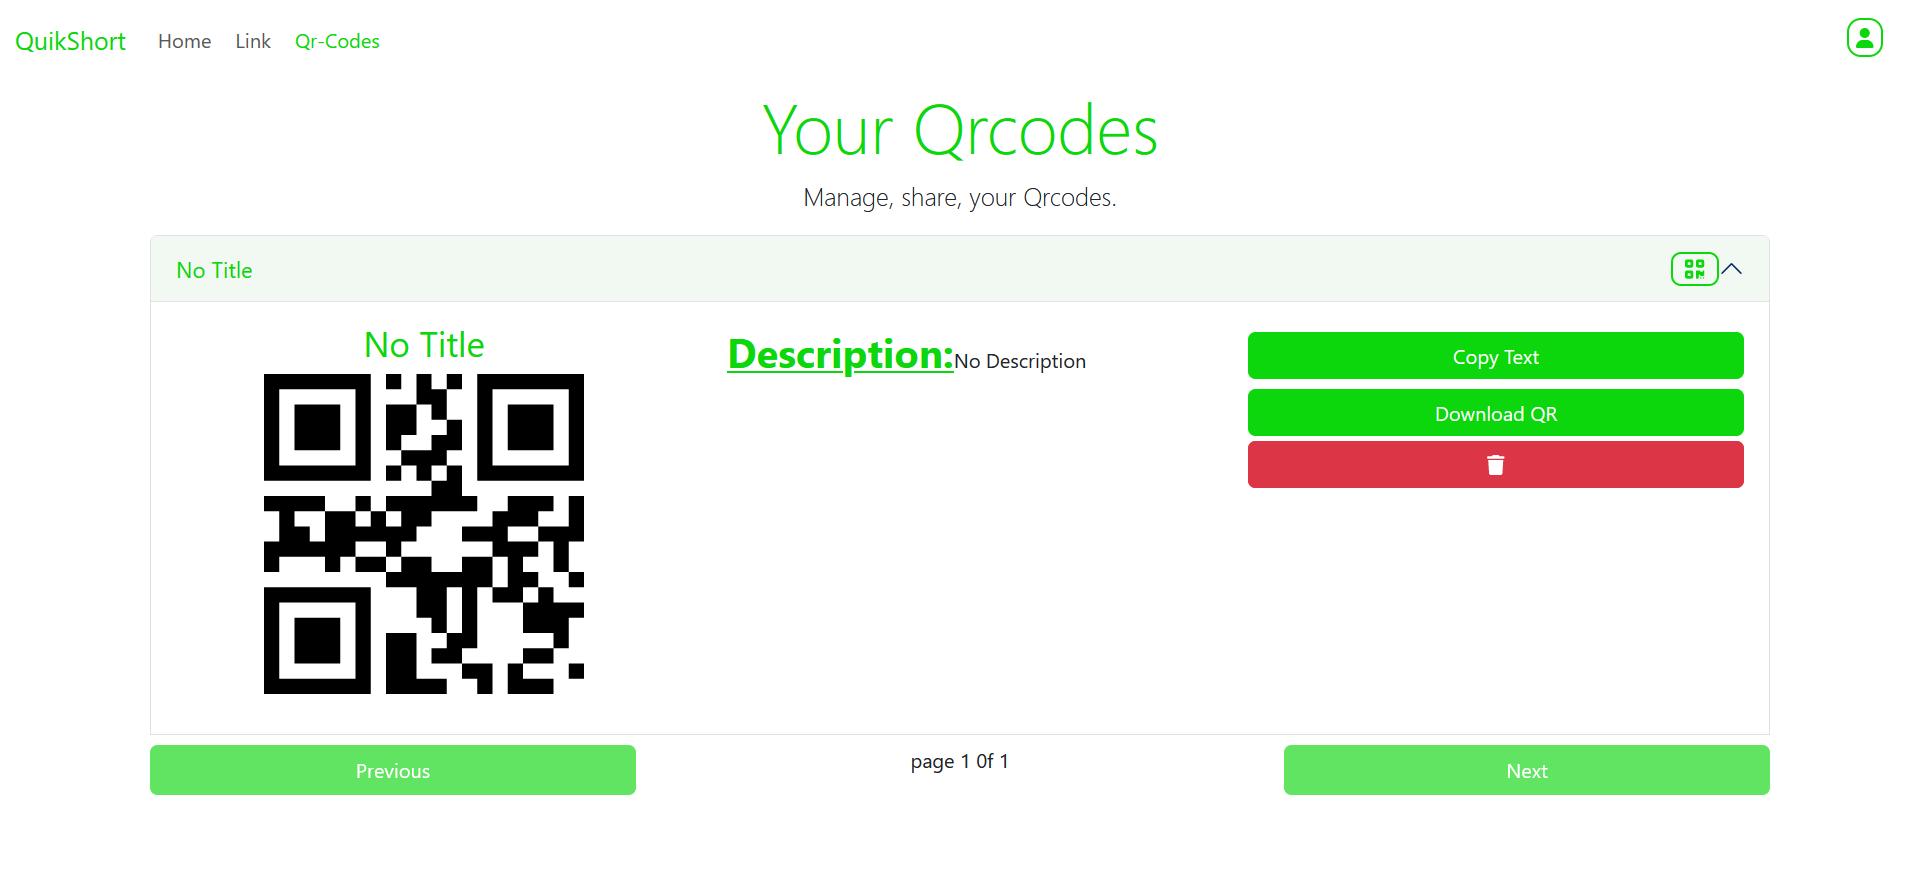 QuikShort Home Link Qr-Codes
Your Qrcodes
Manage, share, your Qrcodes.
No Title
No Title
Description:No Description
Copy Text
Download QR
Previous page 1 0f 1 Next